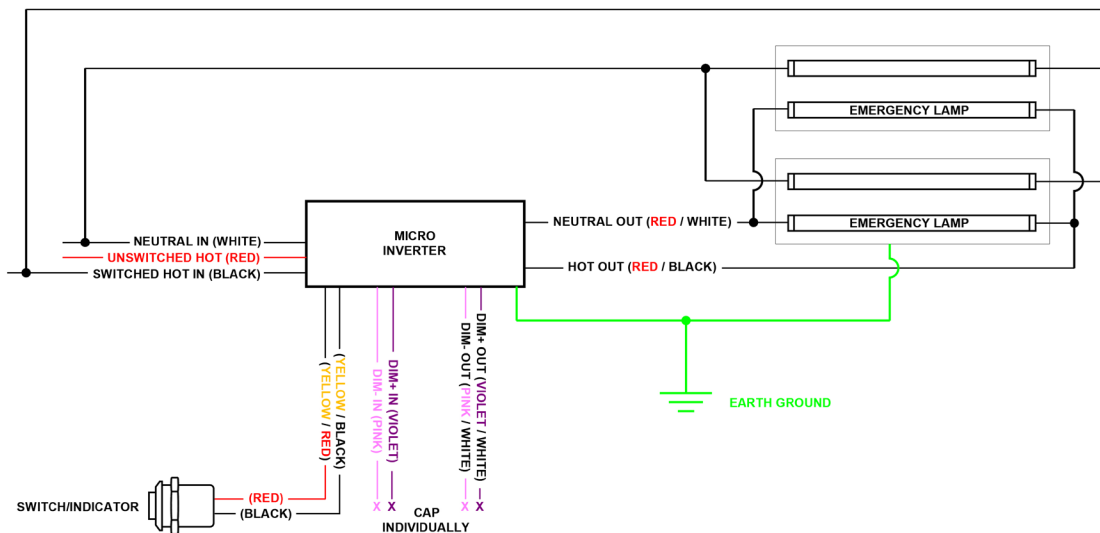 EMERGENCY LAMP
EMERGENCY LAMP
MICRO
INVERTER
NEUTRAL IN (WHITE)
UNSWITCHED HOT (RED)
SWITCHED HOT IN (BLACK)
NEUTRAL OUT (RED / WHITE)
HOT OUT (RED / BLACK)
(YELLOW / RED)
(YELLOW / BLACK)
DIM- IN (PINK)
DIM+ IN (VIOLET)
DIM- OUT (PINK / WHITE)
DIM+ OUT (VIOLET / WHITE)
EARTH GROUND
SWITCH/INDICATOR
(RED)
(BLACK)
X X X X
CAP
INDIVIDUALLY